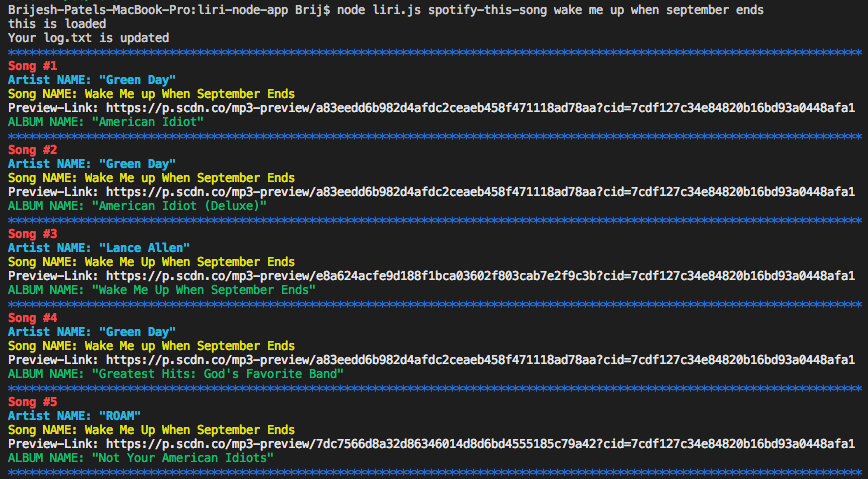 Brijesh-Patels-MacBook-Pro:liri-node-app Brij$ node liri.js spotify-this-song wake me up when september ends
this is loaded
Your log.txt is updated
**************************************************************************************************************************
Song #1
Artist NAME: "Green Day"
Song NAME: Wake Me up When September Ends
Preview-Link: https://p.scdn.co/mp3-preview/a83eedd6b982d4afdc2ceaeb458f471118ad78aa?cid=7cdf127c34e84820b16bd93a0448afa1
ALBUM NAME: "American Idiot"
**************************************************************************************************************************
Song #2
Artist NAME: "Green Day"
Song NAME: Wake Me up When September Ends
Preview-Link: https://p.scdn.co/mp3-preview/a83eedd6b982d4afdc2ceaeb458f471118ad78aa?cid=7cdf127c34e84820b16bd93a0448afa1
ALBUM NAME: "American Idiot (Deluxe)"
**************************************************************************************************************************
Song #3
Artist NAME: "Lance Allen"
Song NAME: Wake Me Up When September Ends
Preview-Link: https://p.scdn.co/mp3-preview/e8a624acfe9d188f1bca03602f803cab7e2f9c3b?cid=7cdf127c34e84820b16bd93a0448afa1
ALBUM NAME: "Wake Me Up When September Ends"
**************************************************************************************************************************
Song #4
Artist NAME: "Green Day"
Song NAME: Wake Me up When September Ends
Preview-Link: https://p.scdn.co/mp3-preview/a83eedd6b982d4afdc2ceaeb458f471118ad78aa?cid=7cdf127c34e84820b16bd93a0448afa1
ALBUM NAME: "Greatest Hits: God's Favorite Band"
**************************************************************************************************************************
Song #5
Artist NAME: "ROAM"
Song NAME: Wake Me Up When September Ends
Preview-Link: https://p.scdn.co/mp3-preview/7dc7566d8a32d86346014d8d6bd4555185c79a42?cid=7cdf127c34e84820b16bd93a0448afa1
ALBUM NAME: "Not Your American Idiots"
**************************************************************************************************************************